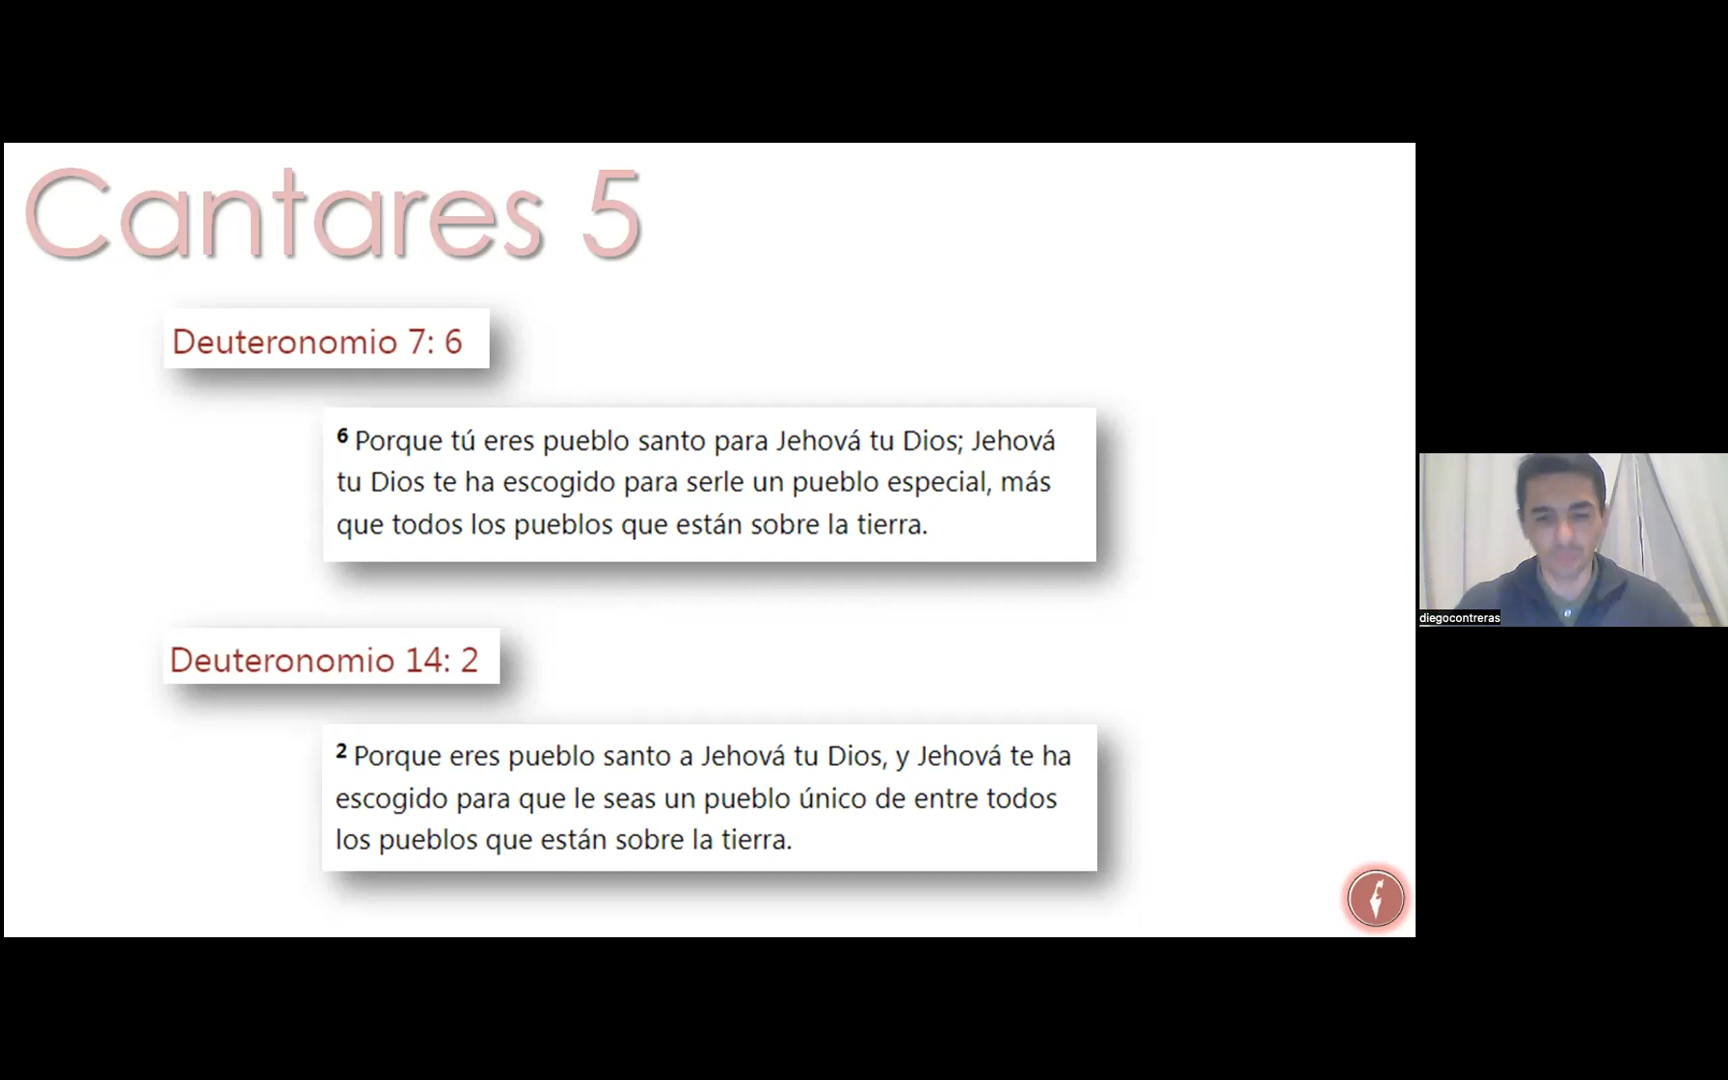 Cantares 5
Deuteronomio 7: 6
6 Porque tú eres pueblo santo para Jehová tu Dios; Jehová
tu Dios te ha escogido para serle un pueblo especial, más
que todos los pueblos que están sobre la tierra.
Deuteronomio 14: 2
2 Porque eres pueblo santo a Jehová tu Dios, y Jehová te ha
escogido para que le seas un pueblo único de entre todos
los pueblos que están sobre la tierra.
diegocontreras